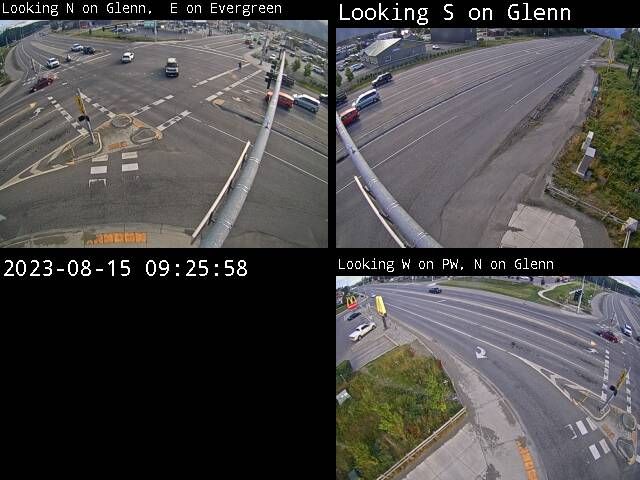 Looking N on Glenn,  E on Evergreen
Looking S on Glenn
2023-08-15 09:25:58
Looking W on PW, N on Glenn